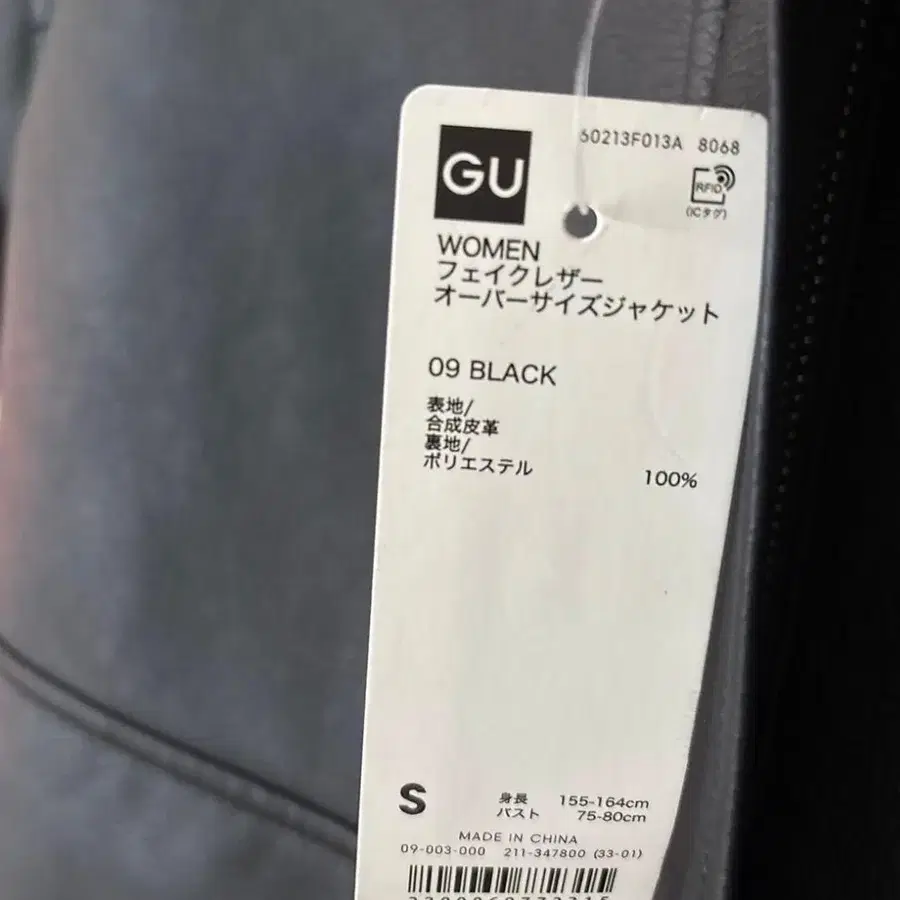 60213F013A 8068
GU
RFID
(ICタグ)
WOMEN
フェイクレザー
オーバーサイズジャケット
09 BLACK
表地/
合成皮革
裏地/
ポリエステル 100%
S
身長 155-164cm
バスト 75-80cm
MADE IN CHINA
09-003-000 211-347800 (33-01)